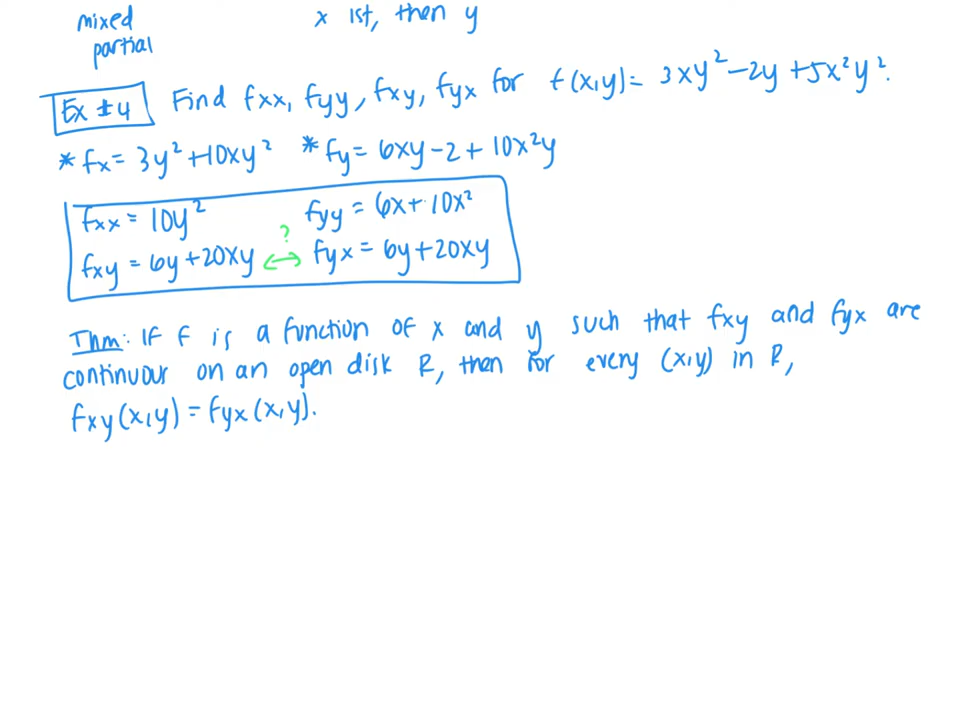 mixed x 1st, then y
partial
Ex #4 Find fxx, fyy, fxy, fyx for f(x,y) = 3xy² - 2y + 5x²y².
* fx = 3y² + 10xy² * fy = 6xy - 2 + 10x²y
fxx = 10y² fyy = 6x + 10x²
?
fxy = 6y + 20xy ↔ fyx = 6y + 20xy
Thm: If f is a function of x and y such that fxy and fyx are
continuous on an open disk R, then for every (x,y) in R,
fxy(x,y) = fyx(x,y).